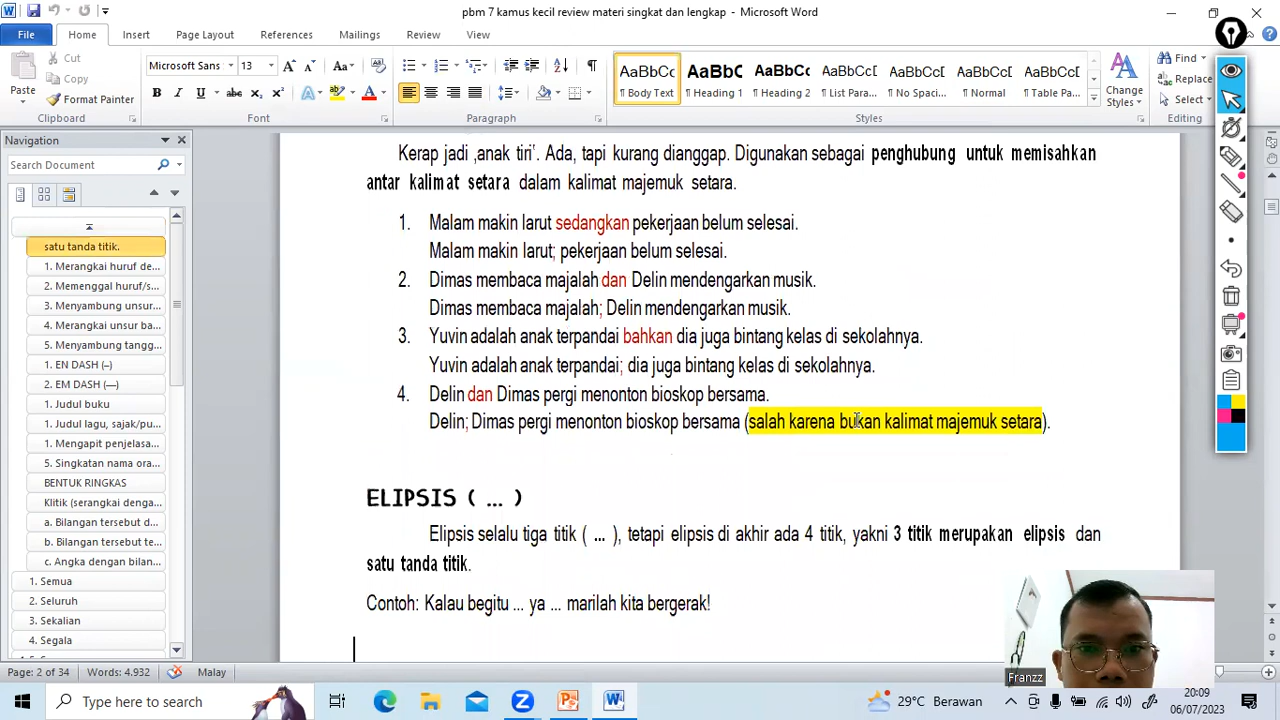 pbm 7 kamus kecil review materi singkat dan lengkap - Microsoft Word
File Home Insert Page Layout References Mailings Review View
Paste Cut Copy Format Painter
Microsoft Sans 13
AaBbCc Body Text AaBbC Heading 1 AaBbCc Heading 2 AaBbCcD List Para... AaBbCcD No Spaci... AaBbCcD Normal AaBbCcD Table Pa...
Change Styles
Find Replace Select
Clipboard Font Paragraph Styles Editing
Navigation
Search Document
satu tanda titik.
1. Merangkai huruf de...
2. Memenggal huruf/s...
3. Menyambung unsur...
4. Merangkai unsur ba...
5. Menyambung tangg...
1. EN DASH (–)
2. EM DASH (—)
1. Judul buku
2. Judul lagu, sajak/pu...
1. Mengapit penjelasa...
5. Singkatan nama ora...
BENTUK RINGKAS
Klitik (serangkai denga...
a. Bilangan tersebut d...
b. Bilangan tersebut te...
c. Angka dengan bilan...
1. Semua
2. Seluruh
3. Sekalian
4. Segala
Kerap jadi ‚anak tiri'. Ada, tapi kurang dianggap. Digunakan sebagai penghubung untuk memisahkan
antar kalimat setara dalam kalimat majemuk setara.
1. Malam makin larut sedangkan pekerjaan belum selesai.
Malam makin larut; pekerjaan belum selesai.
2. Dimas membaca majalah dan Delin mendengarkan musik.
Dimas membaca majalah; Delin mendengarkan musik.
3. Yuvin adalah anak terpandai bahkan dia juga bintang kelas di sekolahnya.
Yuvin adalah anak terpandai; dia juga bintang kelas di sekolahnya.
4. Delin dan Dimas pergi menonton bioskop bersama.
Delin; Dimas pergi menonton bioskop bersama (salah karena bukan kalimat majemuk setara).
ELIPSIS ( ... )
Elipsis selalu tiga titik ( ... ), tetapi elipsis di akhir ada 4 titik, yakni 3 titik merupakan elipsis dan
satu tanda titik.
Contoh: Kalau begitu ... ya ... marilah kita bergerak!
Franzz
Page: 2 of 34 Words: 4.932 Malay
Type here to search
29°C Berawan
20:09
06/07/2023